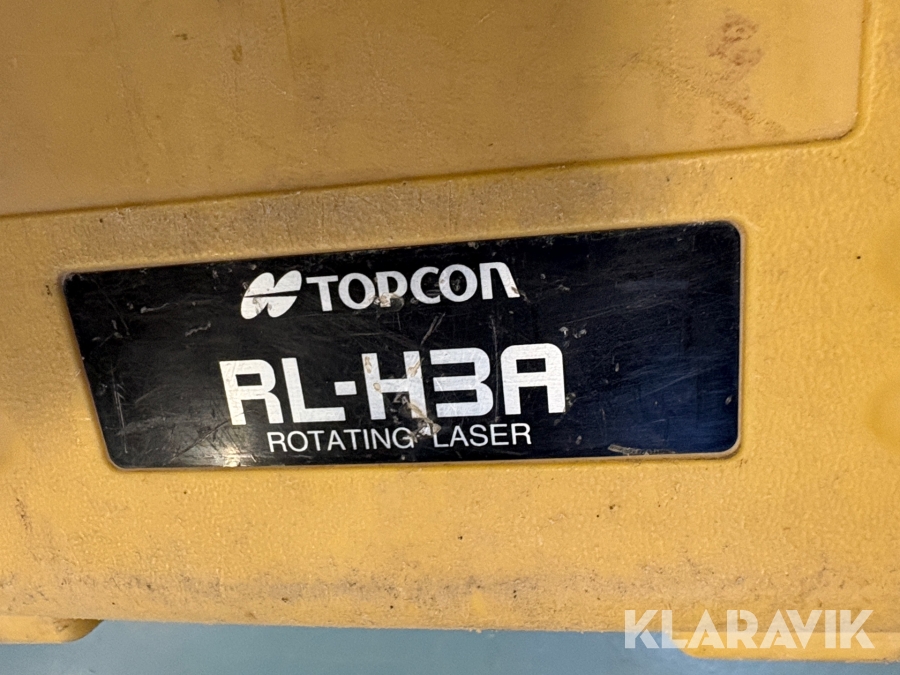 TOPCON
RL-H3A
ROTATING LASER
KLARAVIK